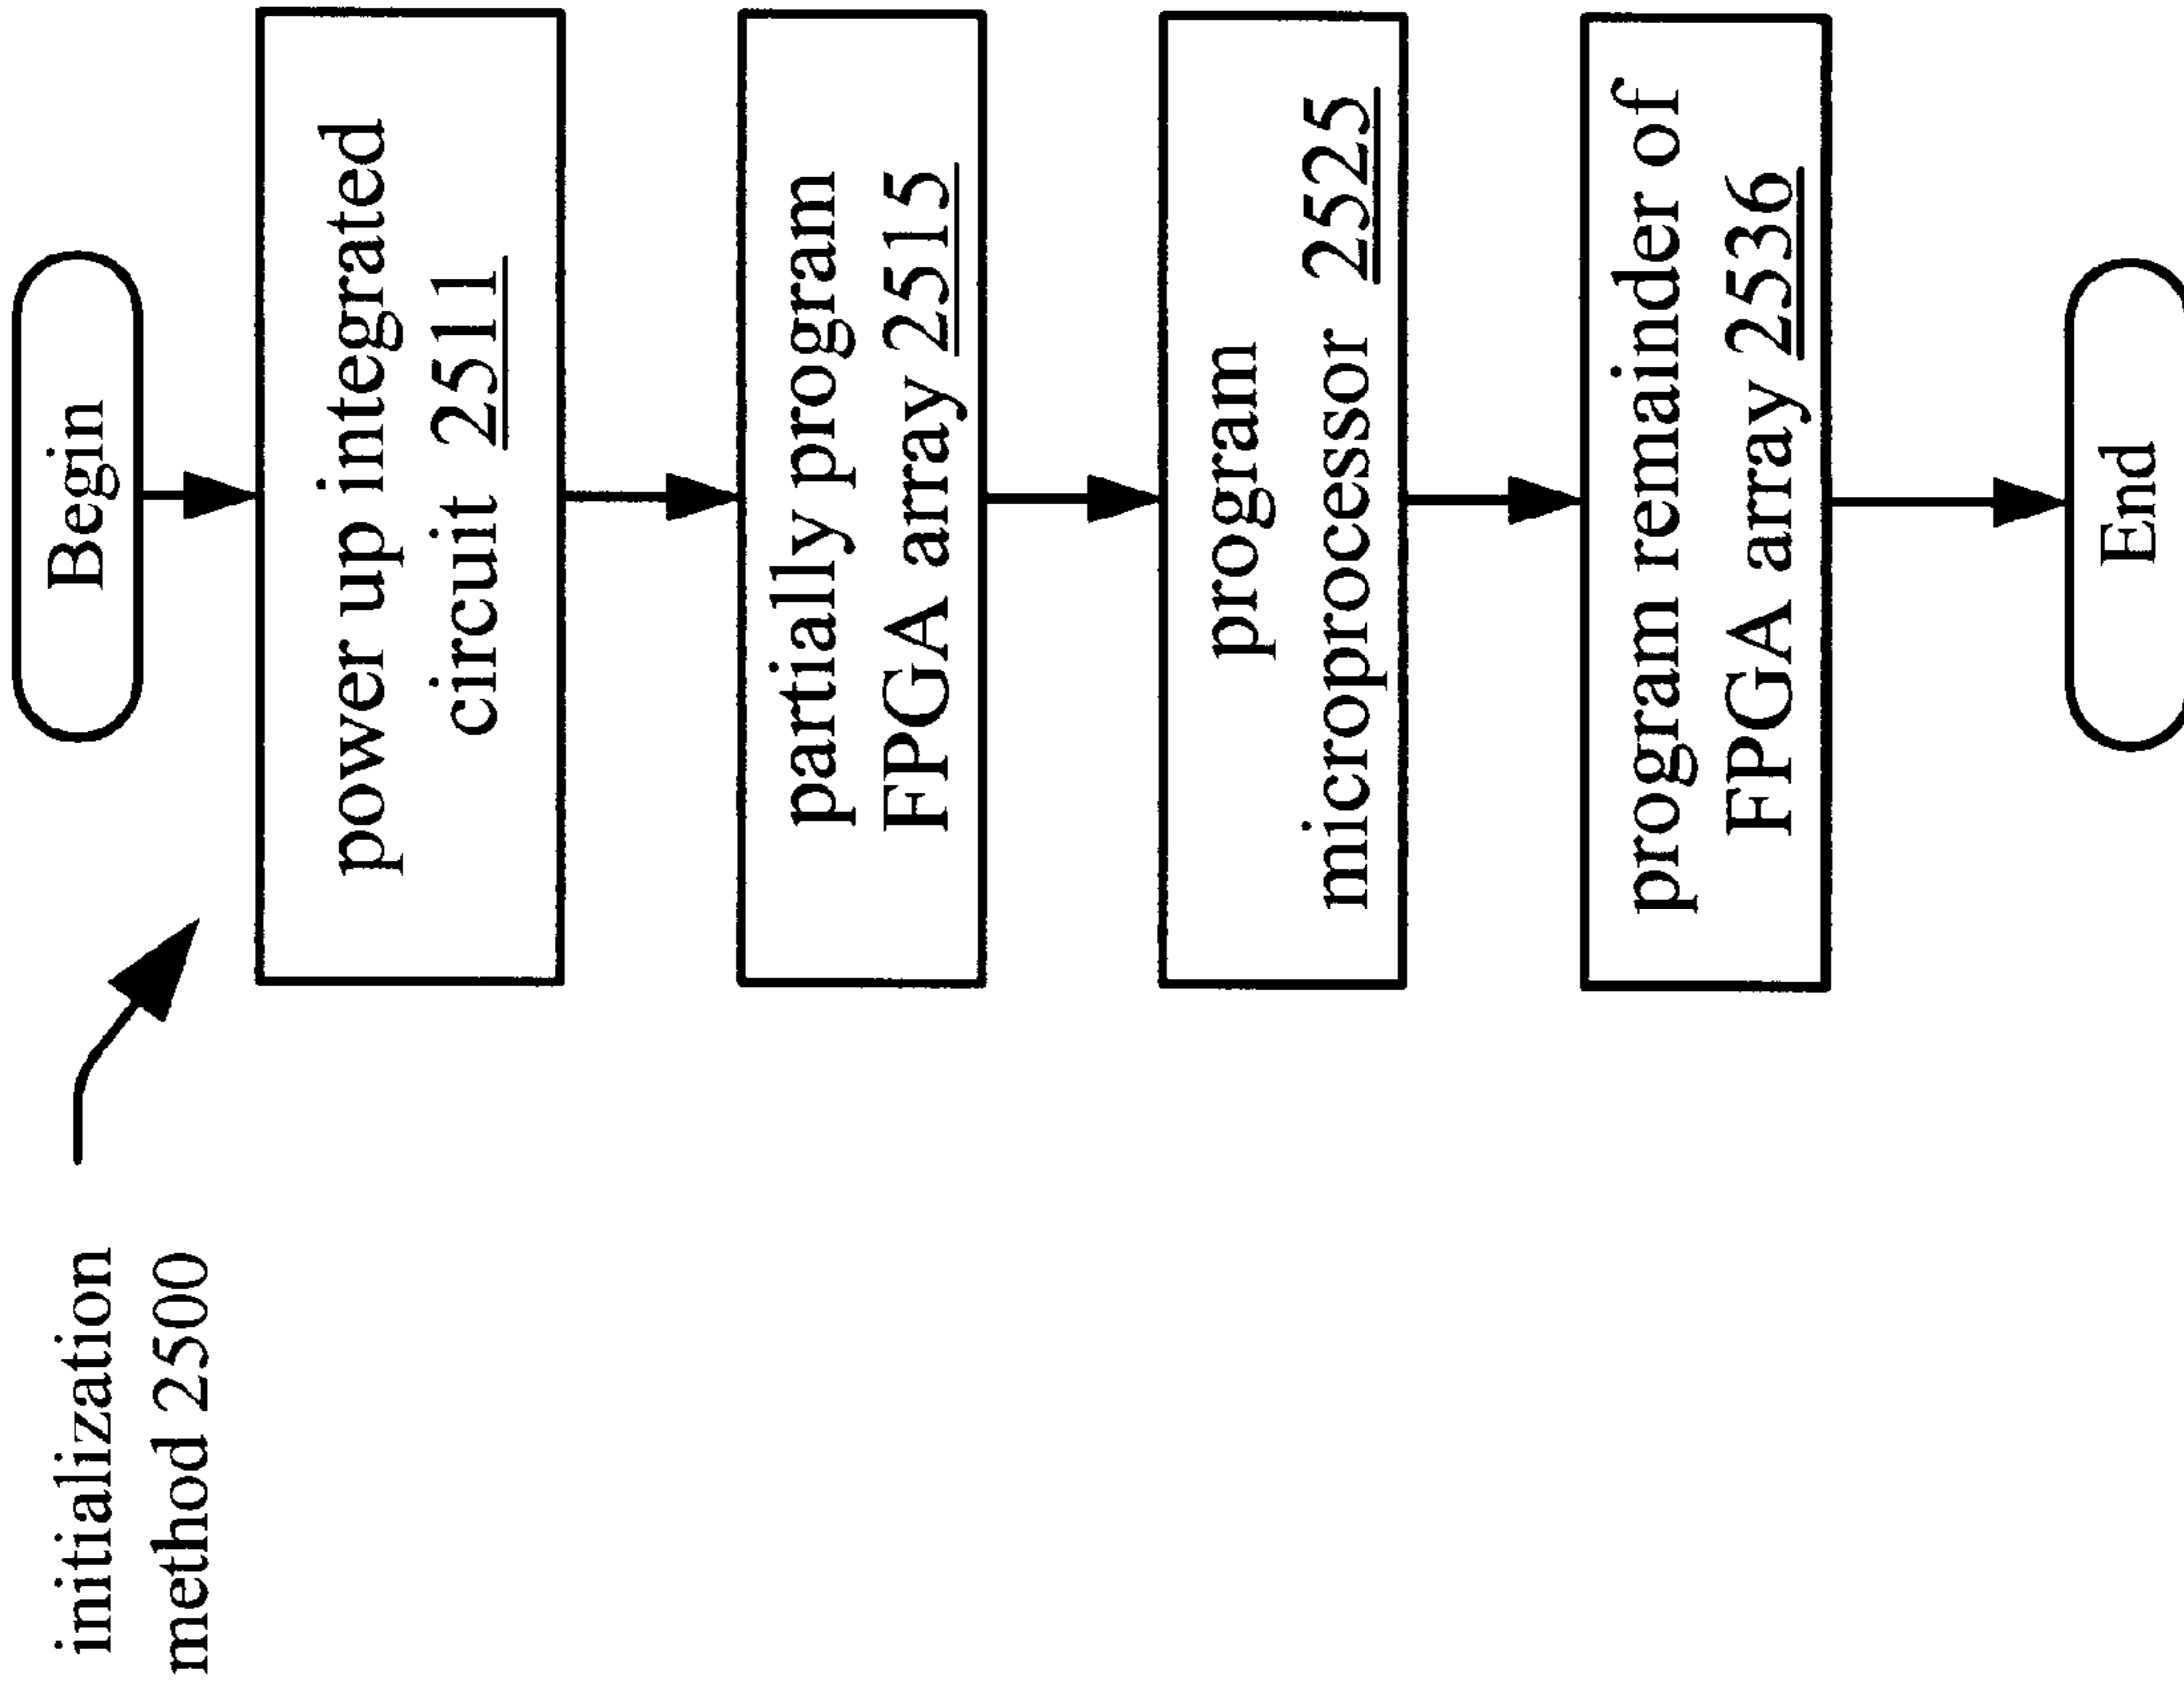 initialization
method 2500
Begin
power up integrated
circuit 2511
partially program
FPGA array 2515
program
microprocessor 2525
program remainder of
FPGA array 2536
End